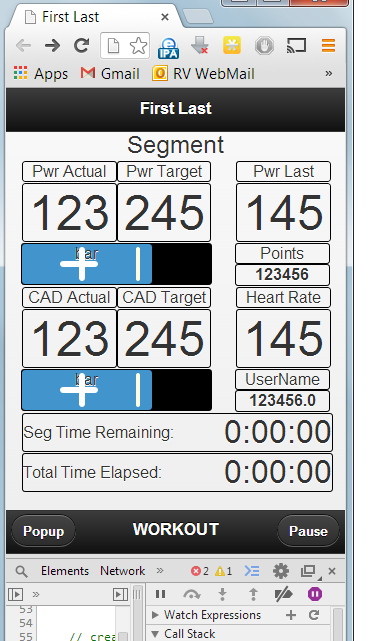 First Last
IPA
Apps Gmail RV WebMail »
First Last
Segment
Pwr Actual Pwr Target Pwr Last
123 245 145
bar Points
123456
CAD Actual CAD Target Heart Rate
123 245 145
bar UserName
123456.0
Seg Time Remaining: 0:00:00
Total Time Elapsed: 0:00:00
Popup WORKOUT Pause
Elements Network » 2 1
» Watch Expressions
53
54 Call Stack
55 // crea